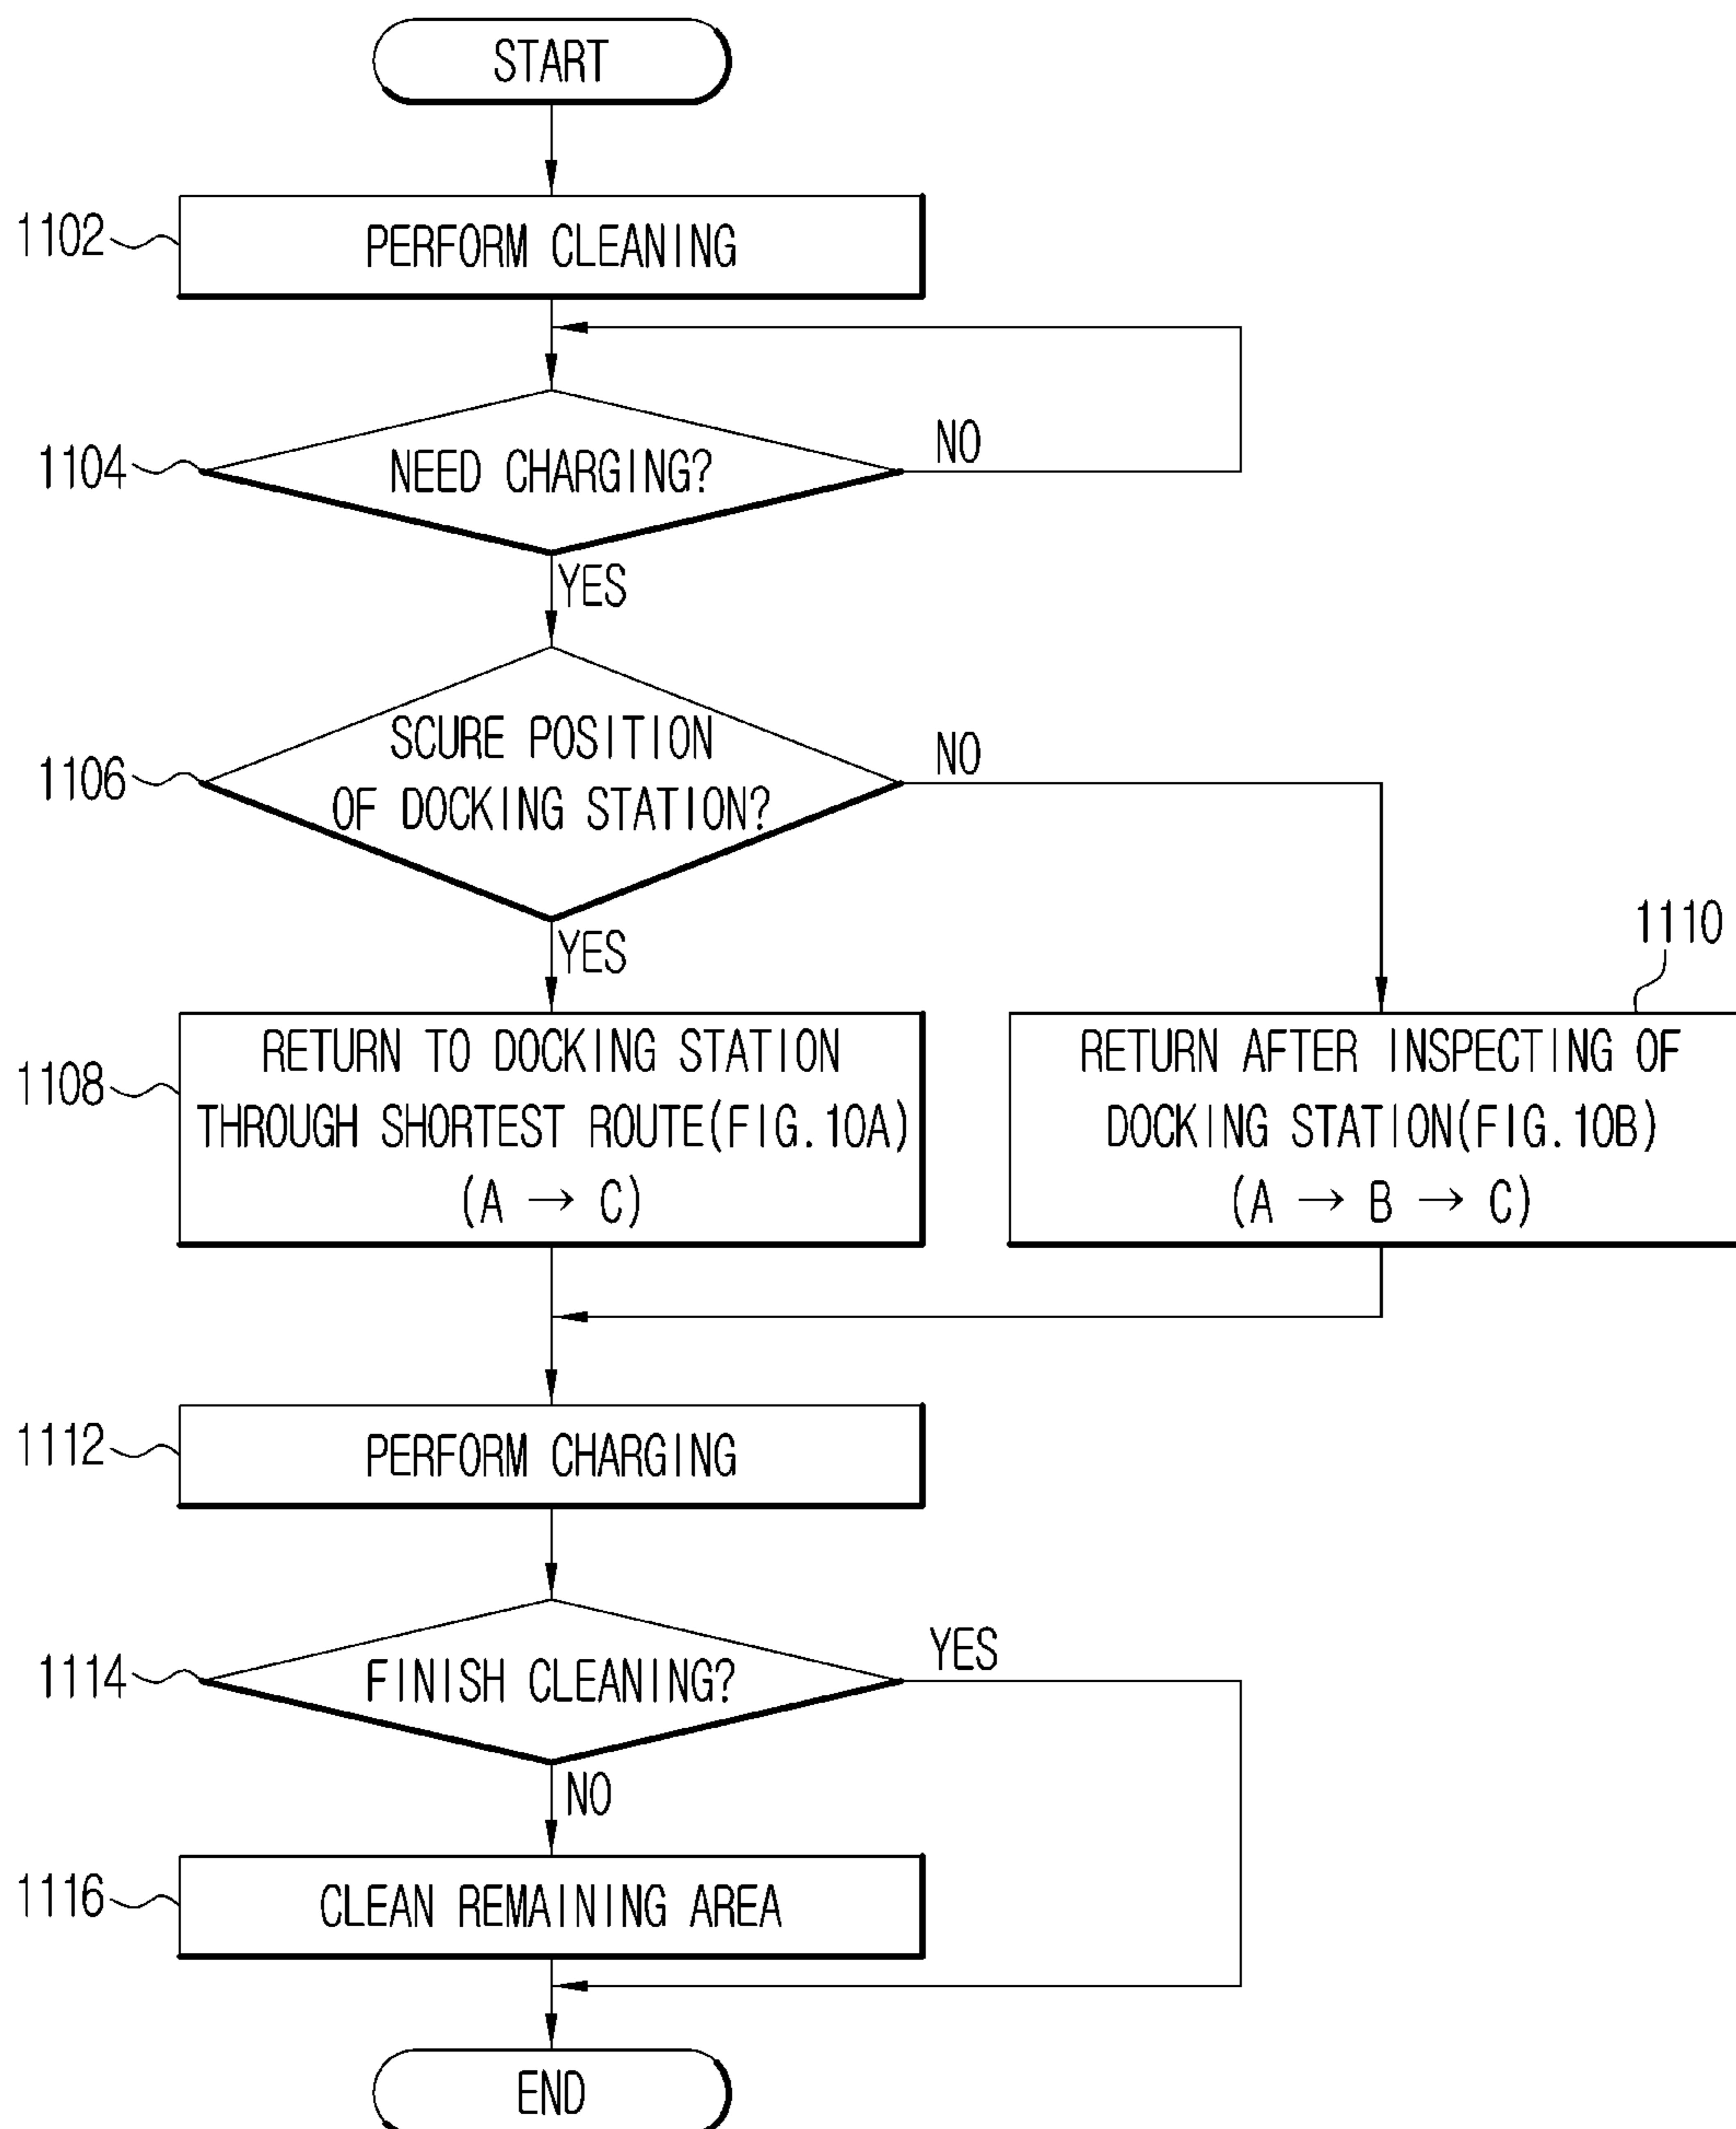 START
1102
PERFORM CLEANING
1104
NEED CHARGING?
NO
YES
1106
SCURE POSITION
OF DOCKING STATION?
NO
YES
1110
1108
RETURN TO DOCKING STATION
THROUGH SHORTEST ROUTE(FIG.10A)
(A → C)
RETURN AFTER INSPECTING OF
DOCKING STATION(FIG.10B)
(A → B → C)
1112
PERFORM CHARGING
1114
FINISH CLEANING?
YES
NO
1116
CLEAN REMAINING AREA
END